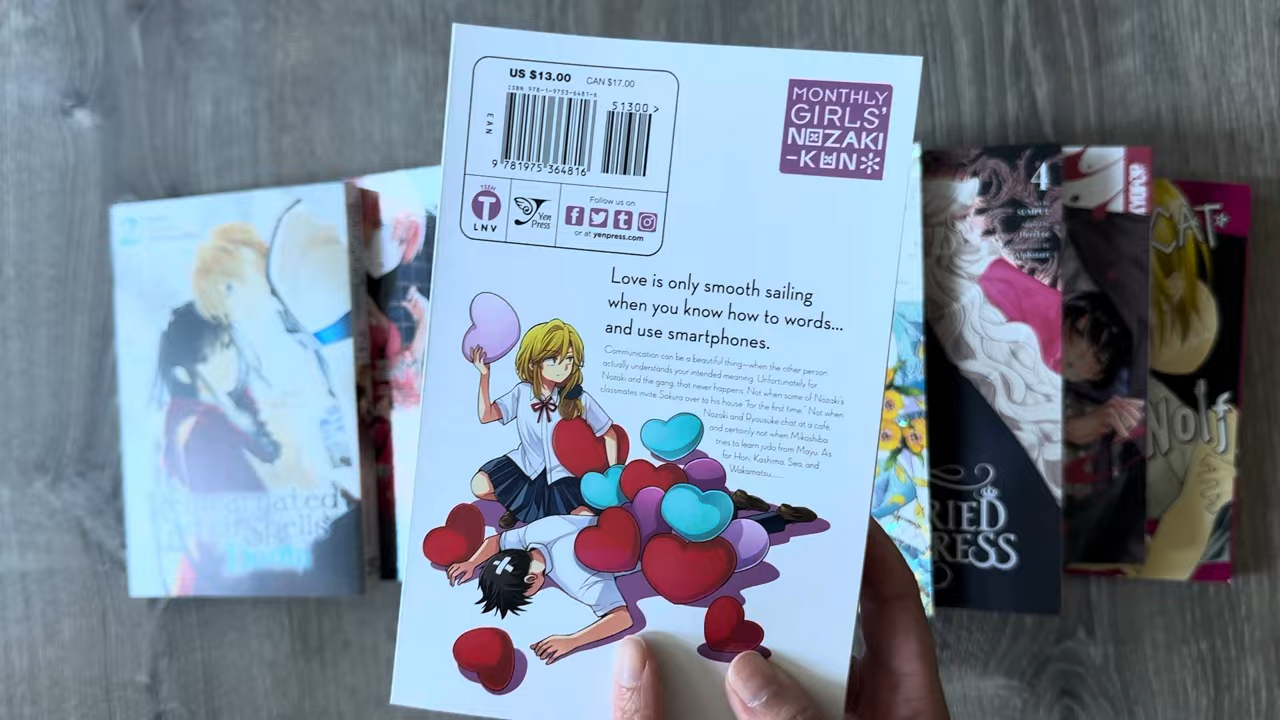 US $13.00 CAN $17.00
ISBN 978-1-9753-6481-6
51300 >
EAN
9 781975 364816
TEEN
T
LNV
Yen
Press
Follow us on
or at yenpress.com
MONTHLY
GIRLS'
NOZAKI
-KUN
Love is only smooth sailing
when you know how to words...
and use smartphones.
Communication can be a beautiful thing—when the other person
actually understands your intended meaning. Unfortunately for
Nozaki and the gang, that never happens. Not when some of Nozaki's
classmates invite Sakura over to his house "for the first time." Not when
Nozaki and Ryousuke chat at a café,
and certainly not when Mikoshiba
tries to learn judo from Mayu. As
for Hori, Kashima, Seo, and
Wakamatsu......
2
4
SUMPUL
Alphatart
RIED
RESS
CAT
Wolf